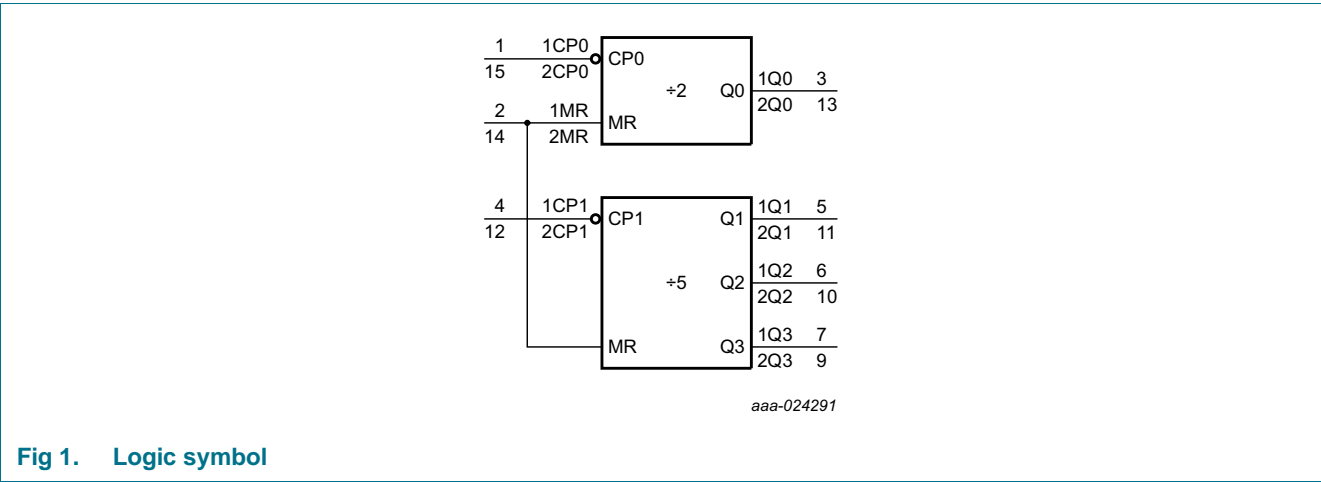 1 1CP0
15 2CP0
CP0
÷2 Q0
1Q0 3
2Q0 13
2 1MR
14 2MR
MR
4 1CP1
12 2CP1
CP1
Q1
1Q1 5
2Q1 11
÷5 Q2
1Q2 6
2Q2 10
MR
Q3
1Q3 7
2Q3 9
aaa-024291
Fig 1. Logic symbol